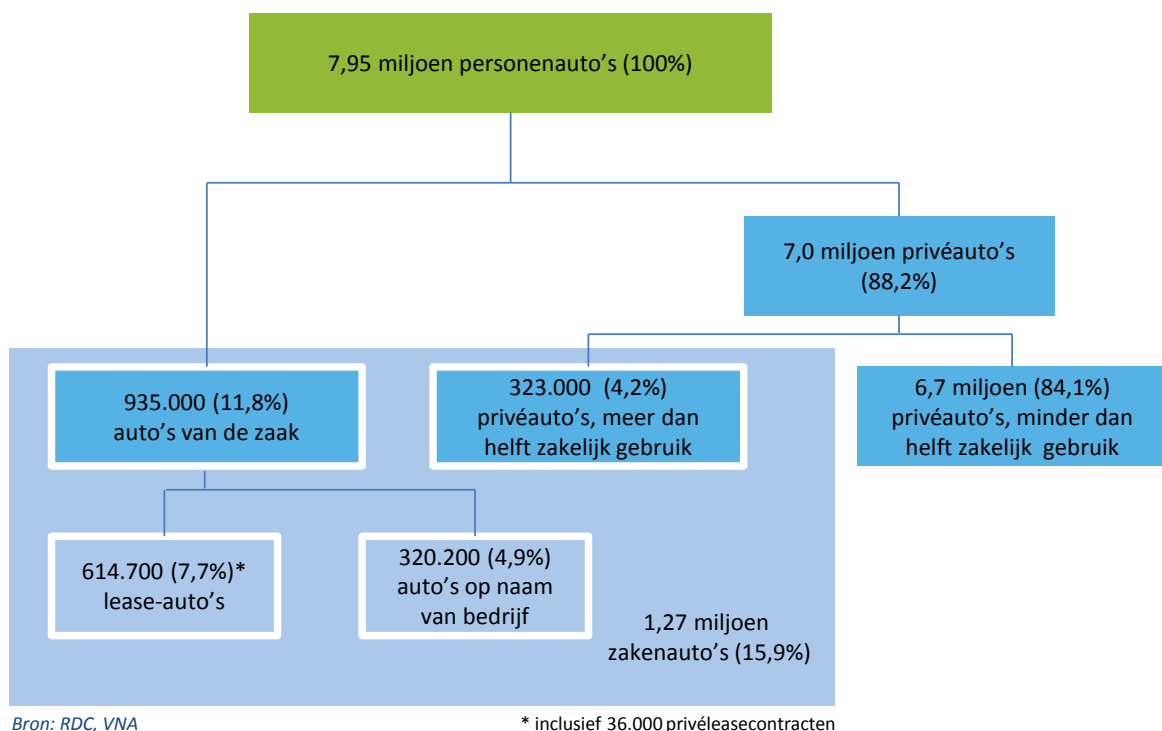 7,95 miljoen personenauto's (100%)
7,0 miljoen privéauto's
(88,2%)
935.000 (11,8%)
auto's van de zaak
323.000 (4,2%)
privéauto's, meer dan
helft zakelijk gebruik
6,7 miljoen (84,1%)
privéauto's, minder dan
helft zakelijk gebruik
614.700 (7,7%)*
lease-auto's
320.200 (4,9%)
auto's op naam
van bedrijf
1,27 miljoen
zakenauto's (15,9%)
Bron: RDC, VNA
* inclusief 36.000 privéleasecontracten